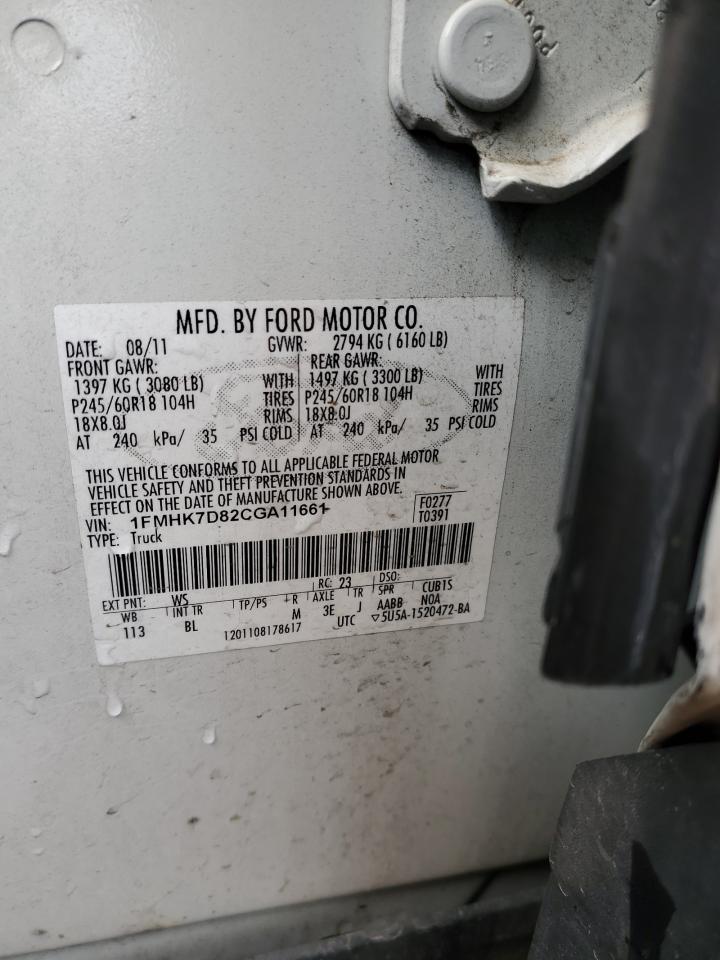 MFD. BY FORD MOTOR CO.
DATE: 08/11 GVWR: 2794 KG ( 6160 LB)
FRONT GAWR: REAR GAWR:
1397 KG ( 3080 LB) WITH 1497 KG ( 3300 LB) WITH
P245/60R18 104H TIRES P245/60R18 104H TIRES
18X8.0J RIMS 18X8.0J RIMS
AT 240 kPa/ 35 PSI COLD AT 240 kPa/ 35 PSI COLD
THIS VEHICLE CONFORMS TO ALL APPLICABLE FEDERAL MOTOR
VEHICLE SAFETY AND THEFT PREVENTION STANDARDS IN
EFFECT ON THE DATE OF MANUFACTURE SHOWN ABOVE.
VIN: 1FMHK7D82CGA11661 F0277
TYPE: Truck T0391
EXT PNT: WS RC: 23 DSO:
WB INT TR TP/PS R AXLE TR SPR CUB1S
113 BL M 3E J AABB N0A
1201108178617 UTC ▽5U5A-1520472-BA